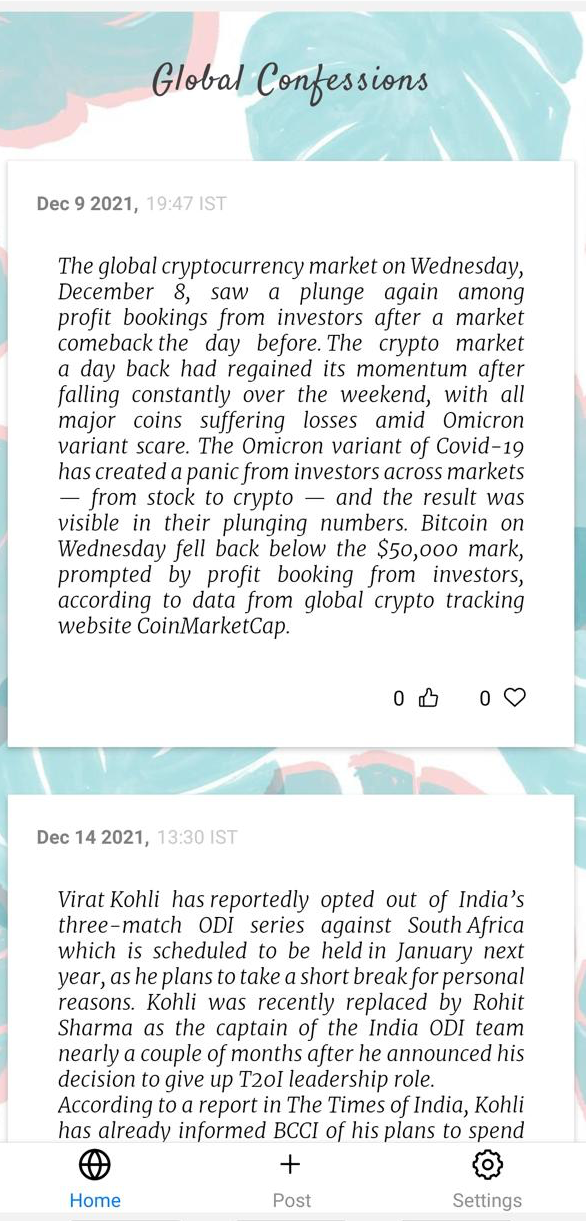 Global Confessions
Dec 9 2021, 19:47 IST
The global cryptocurrency market on Wednesday,
December 8, saw a plunge again among
profit bookings from investors after a market
comeback the day before. The crypto market
a day back had regained its momentum after
falling constantly over the weekend, with all
major coins suffering losses amid Omicron
variant scare. The Omicron variant of Covid-19
has created a panic from investors across markets
— from stock to crypto — and the result was
visible in their plunging numbers. Bitcoin on
Wednesday fell back below the $50,000 mark,
prompted by profit booking from investors,
according to data from global crypto tracking
website CoinMarketCap.
0 0
Dec 14 2021, 13:30 IST
Virat Kohli has reportedly opted out of India’s
three-match ODI series against South Africa
which is scheduled to be held in January next
year, as he plans to take a short break for personal
reasons. Kohli was recently replaced by Rohit
Sharma as the captain of the India ODI team
nearly a couple of months after he announced his
decision to give up T20I leadership role.
According to a report in The Times of India, Kohli
has already informed BCCI of his plans to spend
Home Post Settings